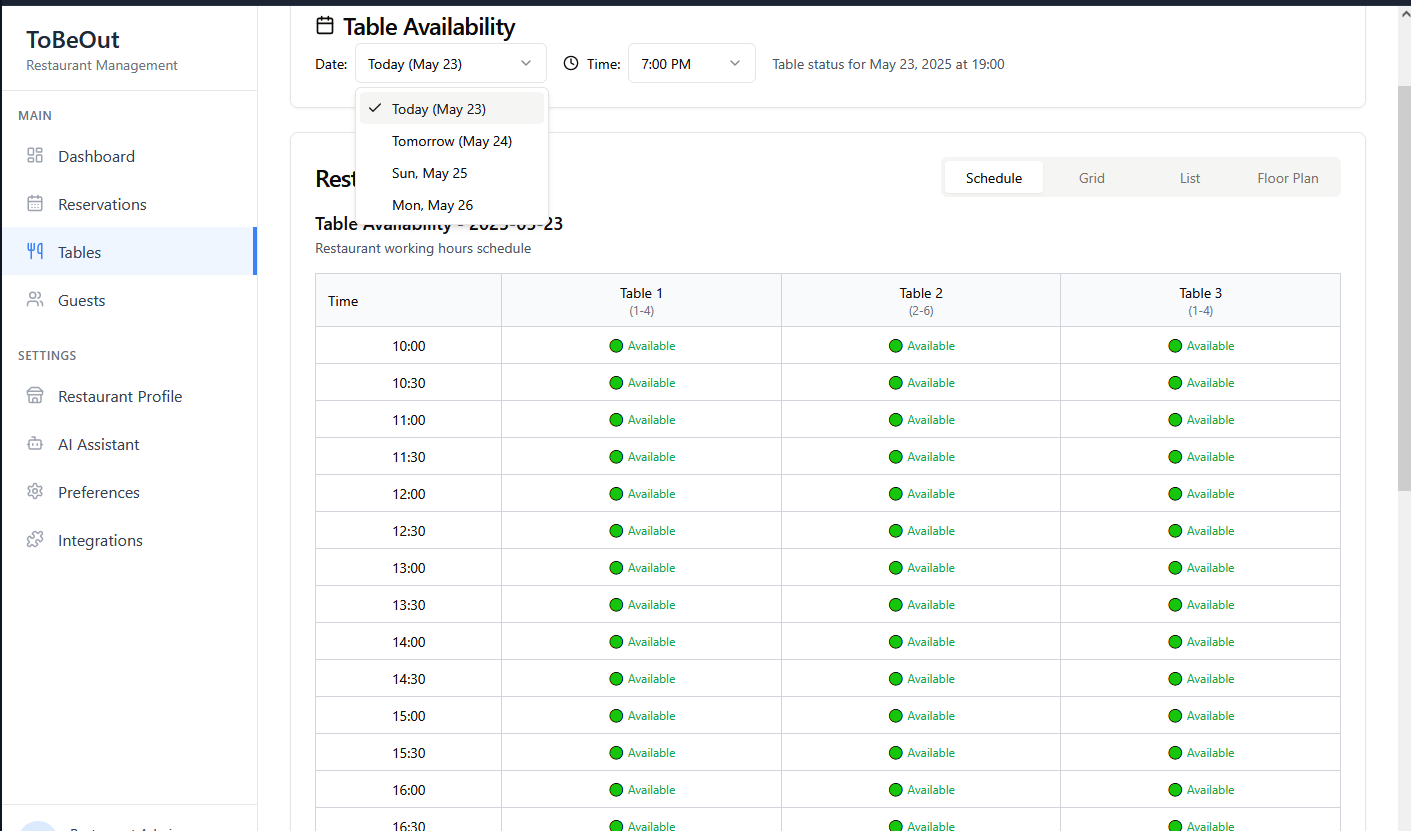 ToBeOut
Restaurant Management
MAIN
Dashboard
Reservations
Tables
Guests
SETTINGS
Restaurant Profile
AI Assistant
Preferences
Integrations
Table Availability
Date: Today (May 23) Time: 7:00 PM Table status for May 23, 2025 at 19:00
Today (May 23)
Tomorrow (May 24)
Sun, May 25
Mon, May 26
Rest
Schedule Grid List Floor Plan
Table Availability - 2025-05-23
Restaurant working hours schedule
Time Table 1 Table 2 Table 3
(1-4) (2-6) (1-4)
10:00 Available Available Available
10:30 Available Available Available
11:00 Available Available Available
11:30 Available Available Available
12:00 Available Available Available
12:30 Available Available Available
13:00 Available Available Available
13:30 Available Available Available
14:00 Available Available Available
14:30 Available Available Available
15:00 Available Available Available
15:30 Available Available Available
16:00 Available Available Available
16:30 Available Available Available